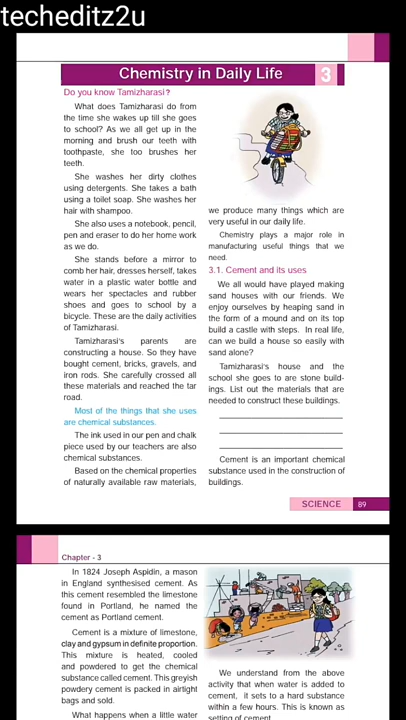 techeditz2u
Chemistry in Daily Life
3
Do you know Tamizharasi?
What does Tamizharasi do from
the time she wakes up till she goes
to school? As we all get up in the
morning and brush our teeth with
toothpaste, she too brushes her
teeth.
She washes her dirty clothes
using detergents. She takes a bath
using a toilet soap. She washes her
hair with shampoo.
She also uses a notebook, pencil,
pen and eraser to do her home work
as we do.
She stands before a mirror to
comb her hair, dresses herself, takes
water in a plastic water bottle and
wears her spectacles and rubber
shoes and goes to school by a
bicycle. These are the daily activities
of Tamizharasi.
Tamizharasi's parents are
constructing a house. So they have
bought cement, bricks, gravels, and
iron rods. She carefully crossed all
these materials and reached the tar
road.
Most of the things that she uses
are chemical substances.
The ink used in our pen and chalk
piece used by our teachers are also
chemical substances.
Based on the chemical properties
of naturally available raw materials,
we produce many things which are
very useful in our daily life.
Chemistry plays a major role in
manufacturing useful things that we
need.
3.1. Cement and its uses
We all would have played making
sand houses with our friends. We
enjoy ourselves by heaping sand in
the form of a mound and on its top
build a castle with steps. In real life,
can we build a house so easily with
sand alone?
Tamizharasi's house and the
school she goes to are stone build-
ings. List out the materials that are
needed to construct these buildings.
Cement is an important chemical
substance used in the construction of
buildings.
SCIENCE 89
Chapter - 3
In 1824 Joseph Aspidin, a mason
in England synthesised cement. As
this cement resembled the limestone
found in Portland, he named the
cement as Portland cement.
Cement is a mixture of limestone,
clay and gypsum in definite proportion.
This mixture is heated, cooled
and powdered to get the chemical
substance called cement. This greyish
powdery cement is packed in airtight
bags and sold.
What happens when a little water
We understand from the above
activity that when water is added to
cement, it sets to a hard substance
within a few hours. This is known as
setting of cement.